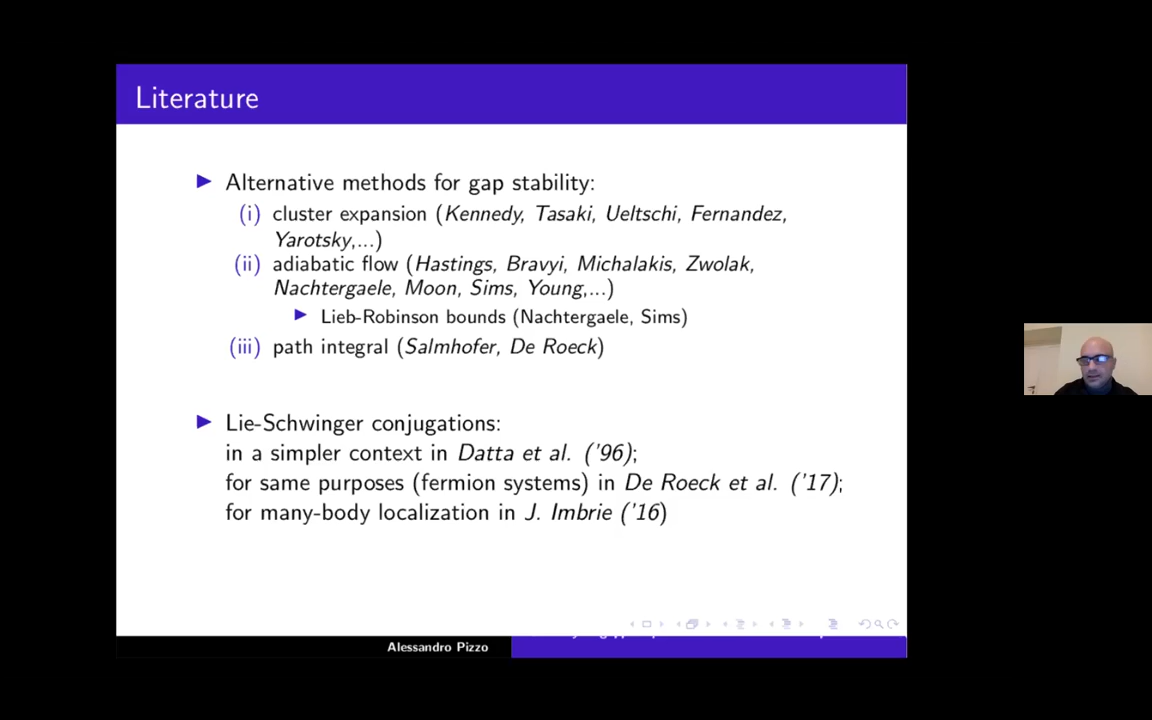 Literature
Alternative methods for gap stability:
(i) cluster expansion (Kennedy, Tasaki, Ueltschi, Fernandez,
Yarotsky,...)
(ii) adiabatic flow (Hastings, Bravyi, Michalakis, Zwolak,
Nachtergaele, Moon, Sims, Young,...)
Lieb-Robinson bounds (Nachtergaele, Sims)
(iii) path integral (Salmhofer, De Roeck)
Lie-Schwinger conjugations:
in a simpler context in Datta et al. ('96);
for same purposes (fermion systems) in De Roeck et al. ('17);
for many-body localization in J. Imbrie ('16)
Alessandro Pizzo